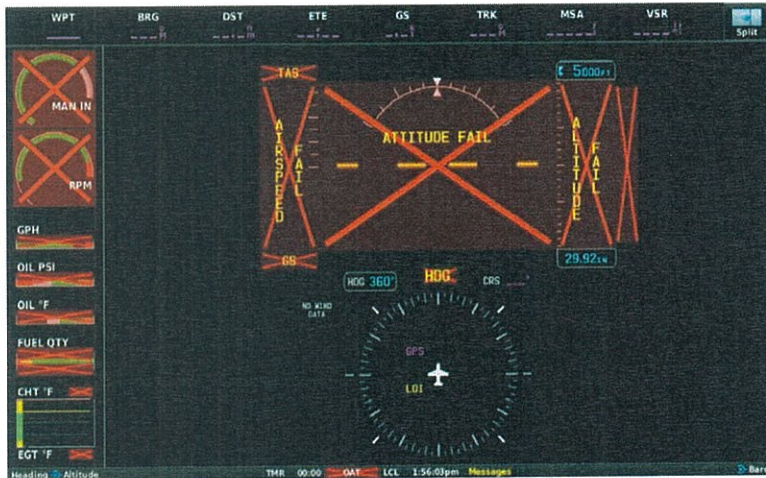 WPT BRG DST ETE GS TRK MSA VSR
Split
TAS
5000FT
MAN IN
ATTITUDE FAIL
AIRSPEED FAIL
ALTITUDE FAIL
RPM
GPH
GS
29.92IN
OIL PSI
HDG 360°
HDG
CRS
OIL °F
NO WIND
DATA
FUEL QTY
GPS
CHT °F
LOI
EGT °F
Heading Altitude
TMR 00:00 OAT LCL 1:56:03pm Messages
Baro